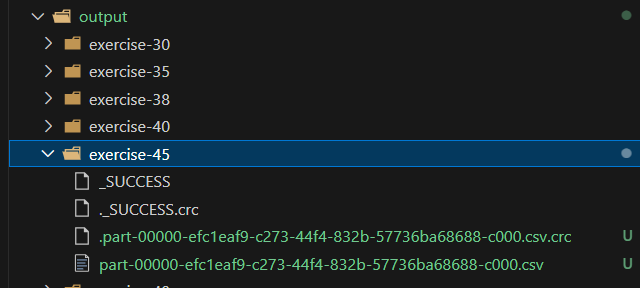 output
exercise-30
exercise-35
exercise-38
exercise-40
exercise-45
_SUCCESS
._SUCCESS.crc
.part-00000-efc1eaf9-c273-44f4-832b-57736ba68688-c000.csv.crc U
part-00000-efc1eaf9-c273-44f4-832b-57736ba68688-c000.csv U